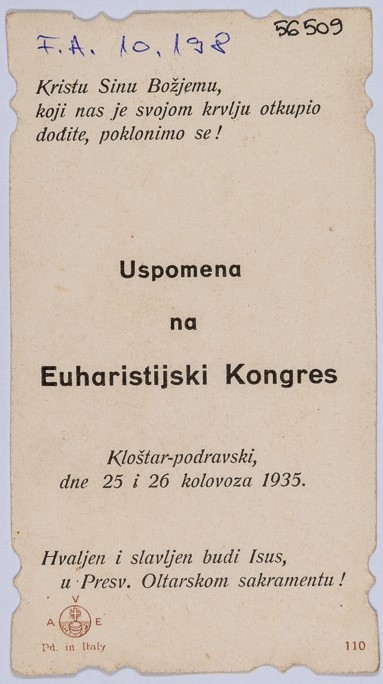 56509
F.A. 10.198
Kristu Sinu Božjemu,
koji nas je svojom krvlju otkupio
dođite, poklonimo se!
Uspomena
na
Euharistijski Kongres
Kloštar-podravski,
dne 25 i 26 kolovoza 1935.
Hvaljen i slavljen budi Isus,
u Presv. Oltarskom sakramentu!
V
A E
Pd. in Italy
110